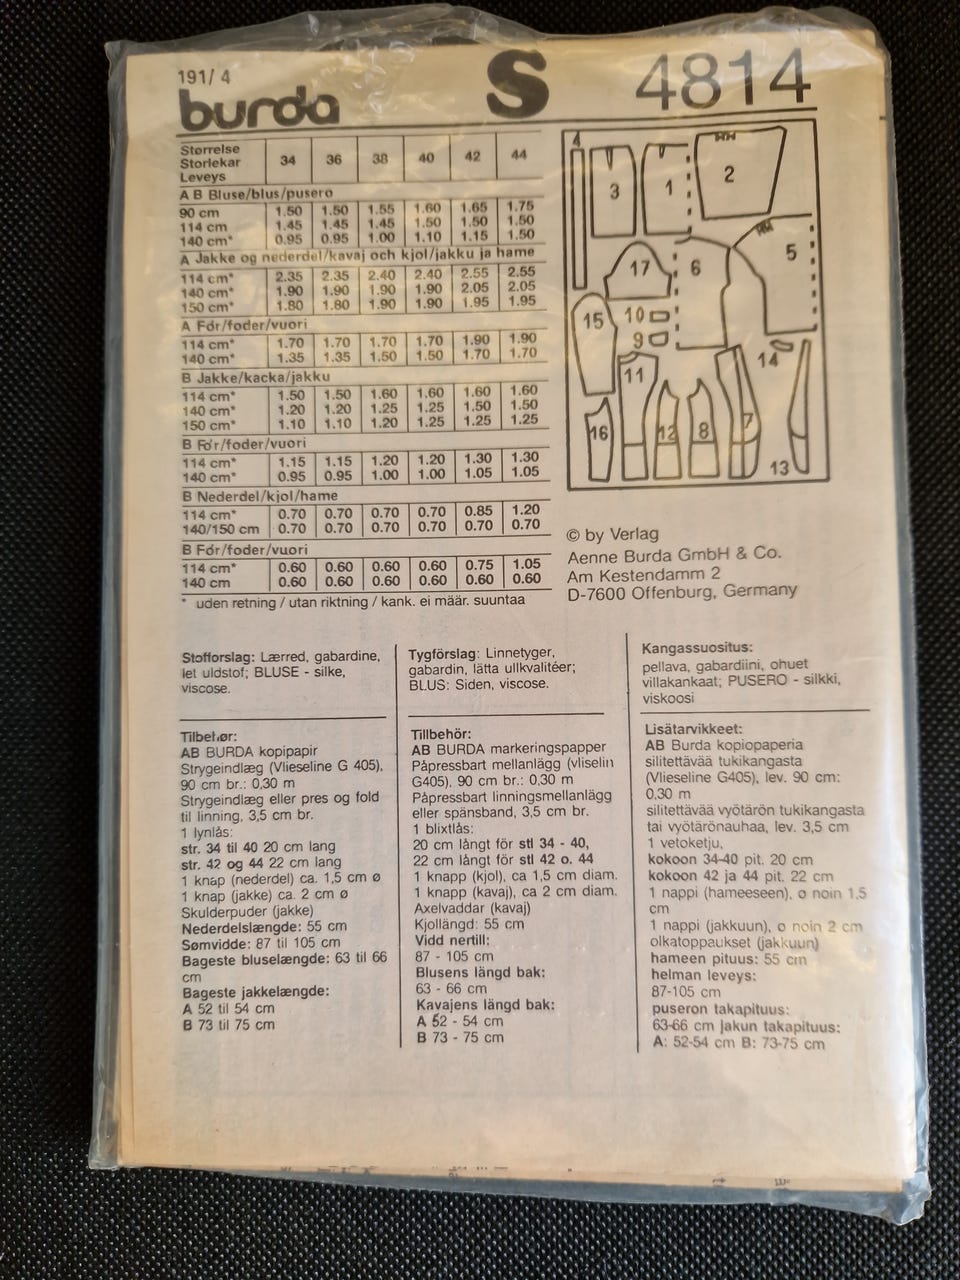 191/4
burda S 4814
Størrelse
Storlekar
Leveys
34 36 38 40 42 44
A B Bluse/blus/pusero
90 cm 1.50 1.50 1.55 1.60 1.65 1.75
114 cm 1.45 1.45 1.45 1.50 1.50 1.50
140 cm* 0.95 0.95 1.00 1.10 1.15 1.50
A Jakke og nederdel/kavaj och kjol/jakku ja hame
114 cm* 2.35 2.35 2.40 2.40 2.55 2.55
140 cm* 1.90 1.90 1.90 1.90 2.05 2.05
150 cm* 1.80 1.80 1.90 1.90 1.95 1.95
A Fór/foder/vuori
114 cm* 1.70 1.70 1.70 1.70 1.90 1.90
140 cm* 1.35 1.35 1.50 1.50 1.70 1.70
B Jakke/kacka/jakku
114 cm* 1.50 1.50 1.60 1.60 1.60 1.60
140 cm* 1.20 1.20 1.25 1.25 1.50 1.50
150 cm* 1.10 1.10 1.20 1.25 1.25 1.25
B Fór/foder/vuori
114 cm* 1.15 1.15 1.20 1.20 1.30 1.30
140 cm* 0.95 0.95 1.00 1.00 1.05 1.05
B Nederdel/kjol/hame
114 cm* 0.70 0.70 0.70 0.70 0.85 1.20
140/150 cm 0.70 0.70 0.70 0.70 0.70 0.70
B Fór/foder/vuori
114 cm* 0.60 0.60 0.60 0.60 0.75 1.05
140 cm 0.60 0.60 0.60 0.60 0.60 0.60
* uden retning / utan riktning / kank. ei määr. suuntaa
4
3
1
2
17
6
5
15
10
9
11
14
16
12
8
7
13
© by Verlag
Aenne Burda GmbH & Co.
Am Kestendamm 2
D-7600 Offenburg, Germany
Stofforslag: Lærred, gabardine,
let uldstof; BLUSE - silke,
viscose.
Tilbehør:
AB BURDA kopipapir
Strygeindlæg (Vlieseline G 405),
90 cm br.: 0,30 m
Strygeindlæg eller pres og fold
til linning, 3,5 cm br.
1 lynlås:
str. 34 til 40 20 cm lang
str. 42 og 44 22 cm lang
1 knap (nederdel) ca. 1,5 cm ø
1 knap (jakke) ca. 2 cm ø
Skulderpuder (jakke)
Nederdelslængde: 55 cm
Sømvidde: 87 til 105 cm
Bageste bluselængde: 63 til 66
cm
Bageste jakkelængde:
A 52 til 54 cm
B 73 til 75 cm
Tygförslag: Linnetyger,
gabardin, lätta ullkvalitéer;
BLUS: Siden, viscose.
Tillbehör:
AB BURDA markeringspapper
Påpressbart mellanlägg (vliselin
G405), 90 cm br.: 0,30 m
Påpressbart linningsmellanlägg
eller spänsband, 3,5 cm br.
1 blixtlås:
20 cm långt för stl 34 - 40,
22 cm långt för stl 42 o. 44
1 knapp (kjol), ca 1,5 cm diam.
1 knapp (kavaj), ca 2 cm diam.
Axelvaddar (kavaj)
Kjollängd: 55 cm
Vidd nertill:
87 - 105 cm
Blusens längd bak:
63 - 66 cm
Kavajens längd bak:
A 52 - 54 cm
B 73 - 75 cm
Kangassuositus:
pellava, gabardiini, ohuet
villakankaat; PUSERO - silkki,
viskoosi
Lisätarvikkeet:
AB Burda kopiopaperia
silitettävää tukikangasta
(Vlieseline G405), lev. 90 cm:
0,30 m
silitettävää vyötärön tukikangasta
tai vyötärönauhaa, lev. 3,5 cm
1 vetoketju,
kokoon 34-40 pit. 20 cm
kokoon 42 ja 44 pit. 22 cm
1 nappi (hameeseen), o noin 1,5
cm
1 nappi (jakkuun), o noin 2 cm
olkatoppaukset (jakkuun)
hameen pituus: 55 cm
helman leveys:
87-105 cm
puseron takapituus:
63-66 cm jakun takapituus:
A: 52-54 cm B: 73-75 cm